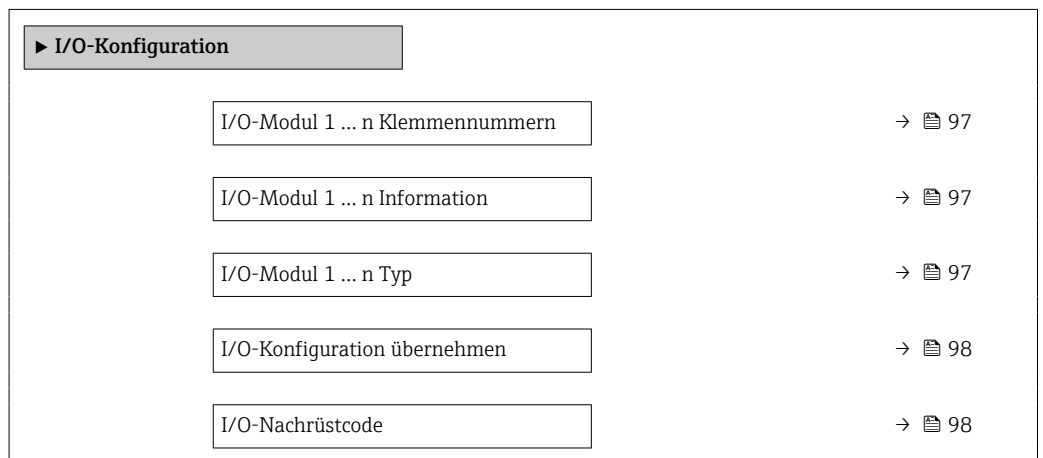 ▶ I/O-Konfiguration
I/O-Modul 1 … n Klemmennummern → 97
I/O-Modul 1 … n Information → 97
I/O-Modul 1 … n Typ → 97
I/O-Konfiguration übernehmen → 98
I/O-Nachrüstcode → 98